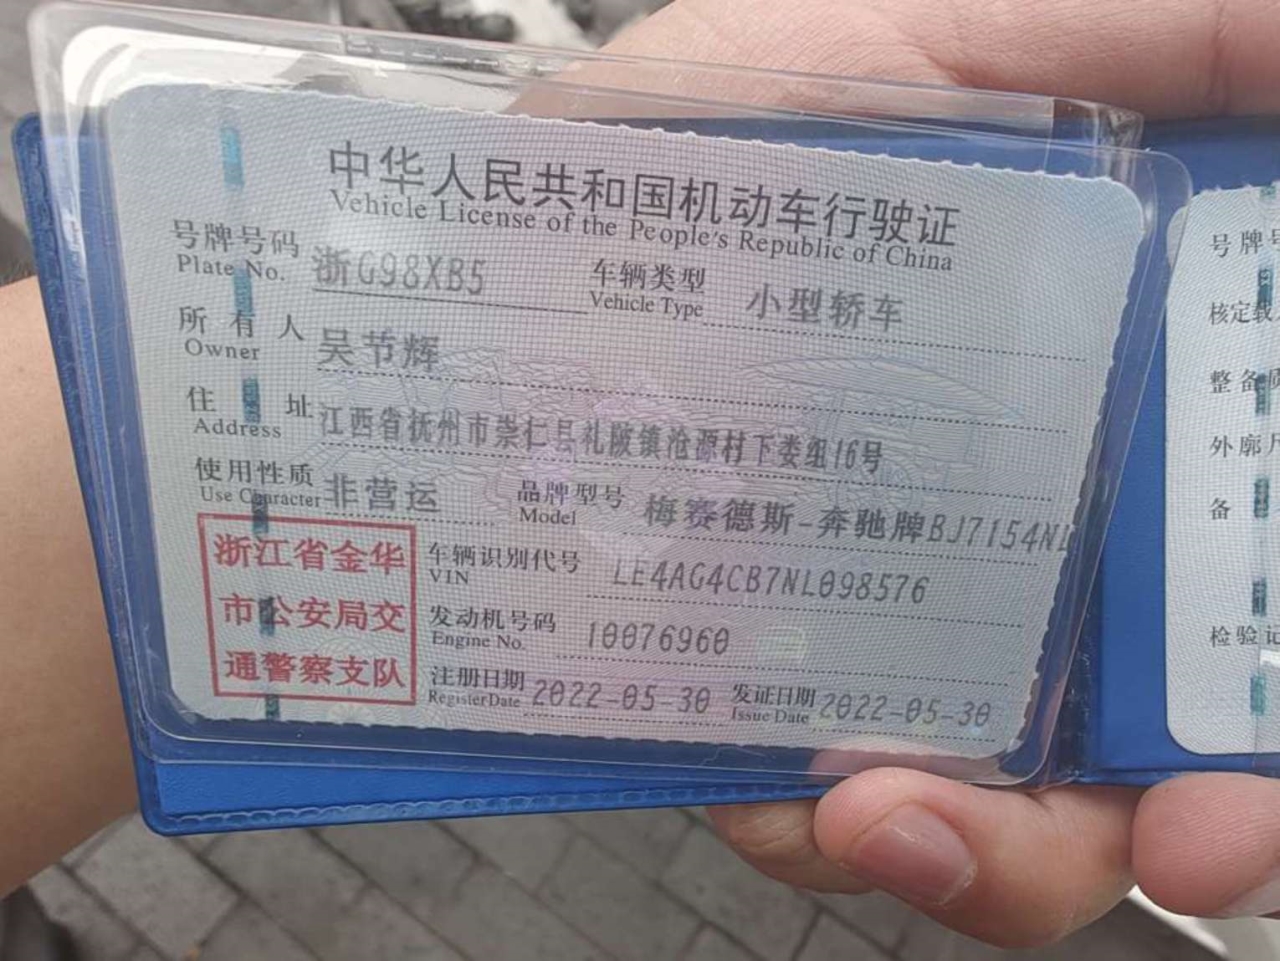 中华人民共和国机动车行驶证
Vehicle License of the People's Republic of China
号牌号码 浙G98XB5 车辆类型 小型轿车
Plate No. Vehicle Type
所有人 吴节辉
Owner
住址 江西省抚州市崇仁县礼陂镇沧源村下娄组16号
Address
使用性质 非营运 品牌型号 梅赛德斯-奔驰牌BJ7154NL
Use Character Model
浙江省金华
市公安局交
通警察支队
车辆识别代号 LE4AG4CB7NL098576
VIN
发动机号码 10076960
Engine No.
注册日期 2022-05-30 发证日期 2022-05-30
Register Date Issue Date
号牌号
核定载
整备质
外廓尺
备
检验记